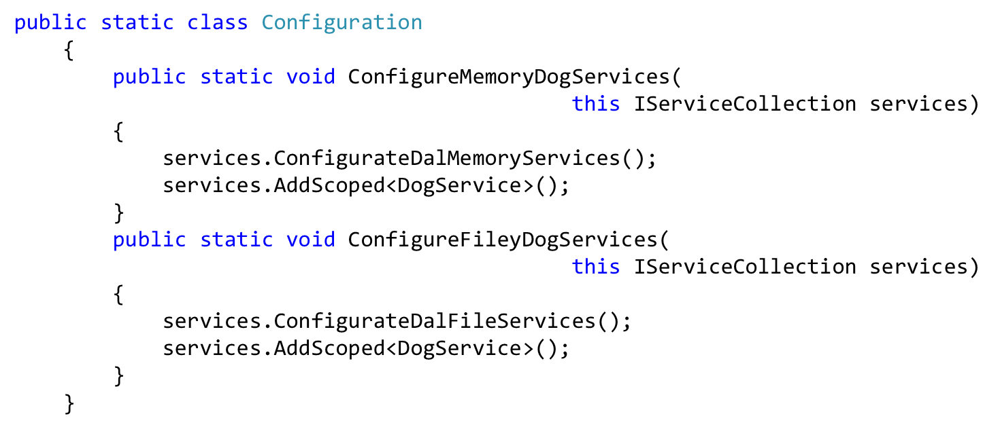 public static class Configuration
{
public static void ConfigureMemoryDogServices(
this IServiceCollection services)
{
services.ConfigurateDalMemoryServices();
services.AddScoped<DogService>();
}
public static void ConfigureFileyDogServices(
this IServiceCollection services)
{
services.ConfigurateDalFileServices();
services.AddScoped<DogService>();
}
}